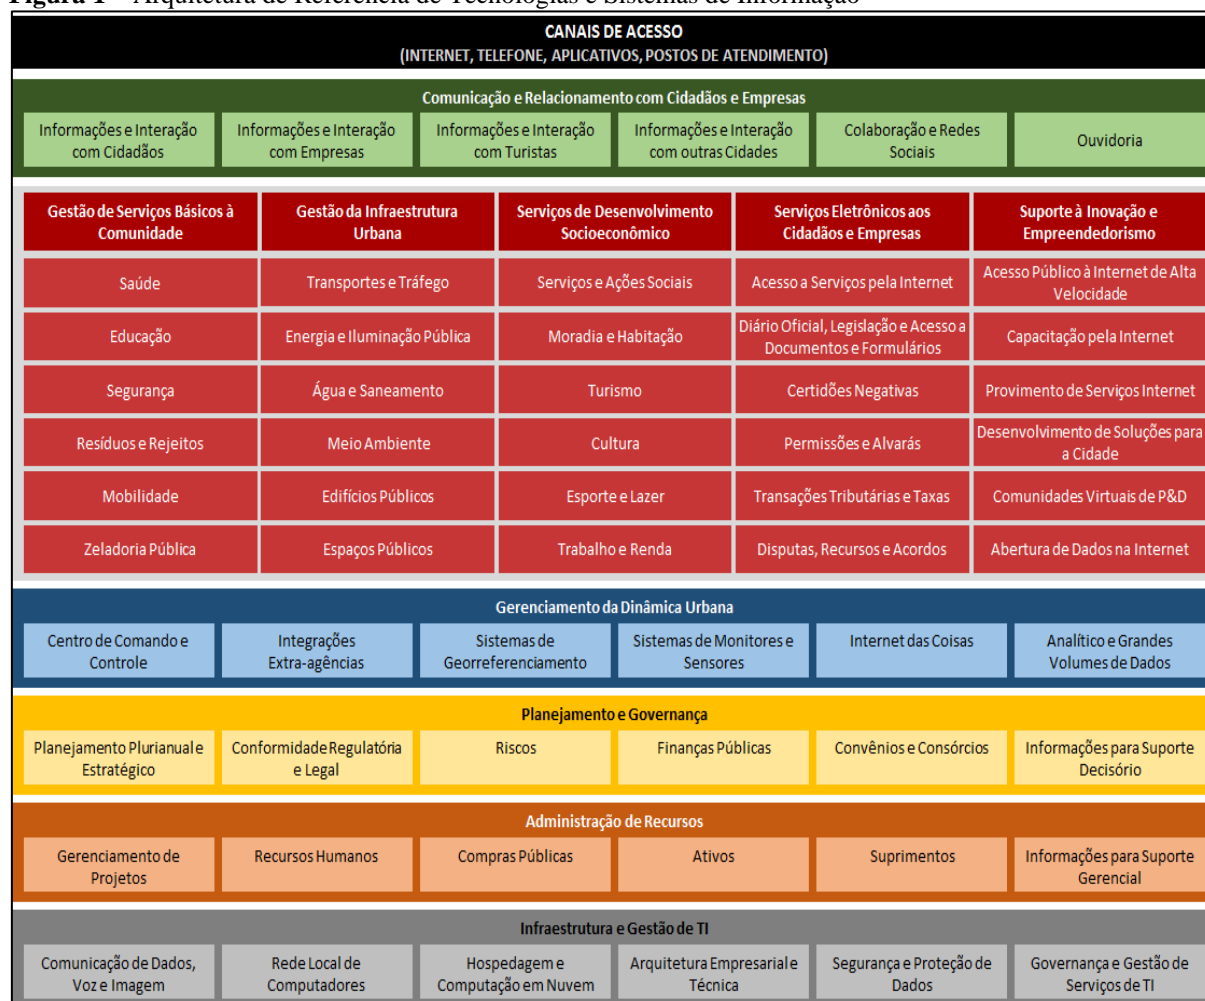 Figura 1 – Arquitetura de Referência de Tecnologias e Sistemas de Informação
CANAIS DE ACESSO
(INTERNET, TELEFONE, APLICATIVOS, POSTOS DE ATENDIMENTO)
Comunicação e Relacionamento com Cidadãos e Empresas
Informações e Interação
com Cidadãos
Informações e Interação
com Empresas
Informações e Interação
com Turistas
Informações e Interação
com outras Cidades
Colaboração e Redes
Sociais
Ouvidoria
Gestão de Serviços Básicos à
Comunidade
Gestão da Infraestrutura
Urbana
Serviços de Desenvolvimento
Socioeconômico
Serviços Eletrônicos aos
Cidadãos e Empresas
Suporte à Inovação e
Empreendedorismo
Saúde
Transportes e Tráfego
Serviços e Ações Sociais
Acesso a Serviços pela Internet
Acesso Público à Internet de Alta
Velocidade
Educação
Energia e Iluminação Pública
Moradia e Habitação
Diário Oficial, Legislação e Acesso a
Documentos e Formulários
Capacitação pela Internet
Segurança
Água e Saneamento
Turismo
Certidões Negativas
Provimento de Serviços Internet
Resíduos e Rejeitos
Meio Ambiente
Cultura
Permissões e Alvarás
Desenvolvimento de Soluções para
a Cidade
Mobilidade
Edifícios Públicos
Esporte e Lazer
Transações Tributárias e Taxas
Comunidades Virtuais de P&D
Zeladoria Pública
Espaços Públicos
Trabalho e Renda
Disputas, Recursos e Acordos
Abertura de Dados na Internet
Gerenciamento da Dinâmica Urbana
Centro de Comando e
Controle
Integrações
Extra-agências
Sistemas de
Georreferenciamento
Sistemas de Monitores e
Sensores
Internet das Coisas
Analítico e Grandes
Volumes de Dados
Planejamento e Governança
Planejamento Plurianual e
Estratégico
Conformidade Regulatória
e Legal
Riscos
Finanças Públicas
Convênios e Consórcios
Informações para Suporte
Decisório
Administração de Recursos
Gerenciamento de
Projetos
Recursos Humanos
Compras Públicas
Ativos
Suprimentos
Informações para Suporte
Gerencial
Infraestrutura e Gestão de TI
Comunicação de Dados,
Voz e Imagem
Rede Local de
Computadores
Hospedagem e
Computação em Nuvem
Arquitetura Empresarial e
Técnica
Segurança e Proteção de
Dados
Governança e Gestão de
Serviços de TI